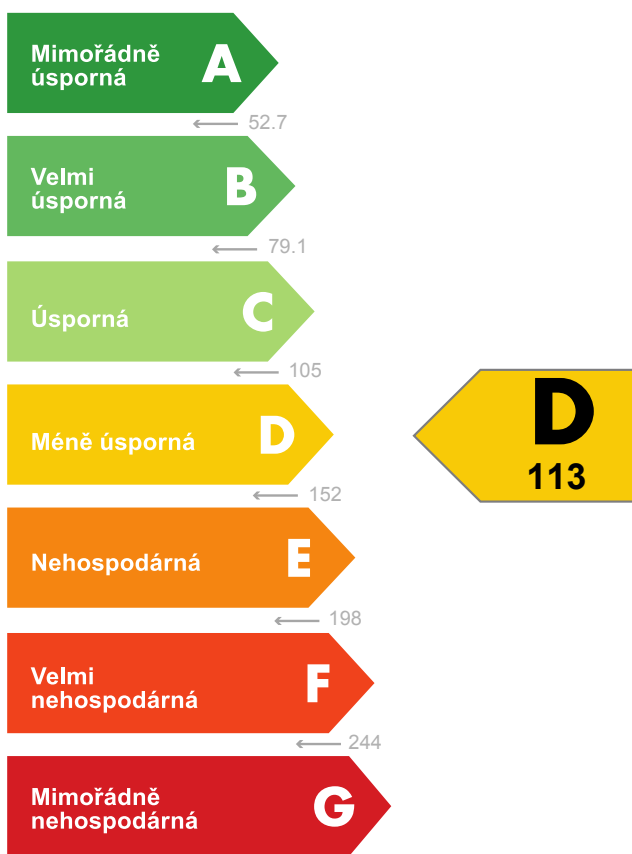 Mimořádně
úsporná
A
52.7
Velmi
úsporná
B
79.1
Úsporná
C
105
Méně úsporná
D
D
113
152
Nehospodárná
E
198
Velmi
nehospodárná
F
244
Mimořádně
nehospodárná
G